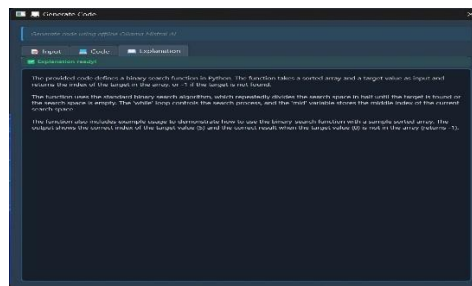 Generate Code
Generate code using offline Ollama Mistral AI.
Input Code Explanation
Explanation ready!
The provided code defines a binary search function in Python. The function takes a sorted array and a target value as input and
returns the index of the target in the array, or -1 if the target is not found.
The function uses the standard binary search algorithm, which repeatedly divides the search space in half until the target is found or
the search space is empty. The 'while' loop controls the search process, and the 'mid' variable stores the middle index of the current
search space.
The function also includes example usage to demonstrate how to use the binary search function with a sample sorted array. The
output shows the correct index of the target value (5) and the correct result when the target value (0) is not in the array (returns -1).